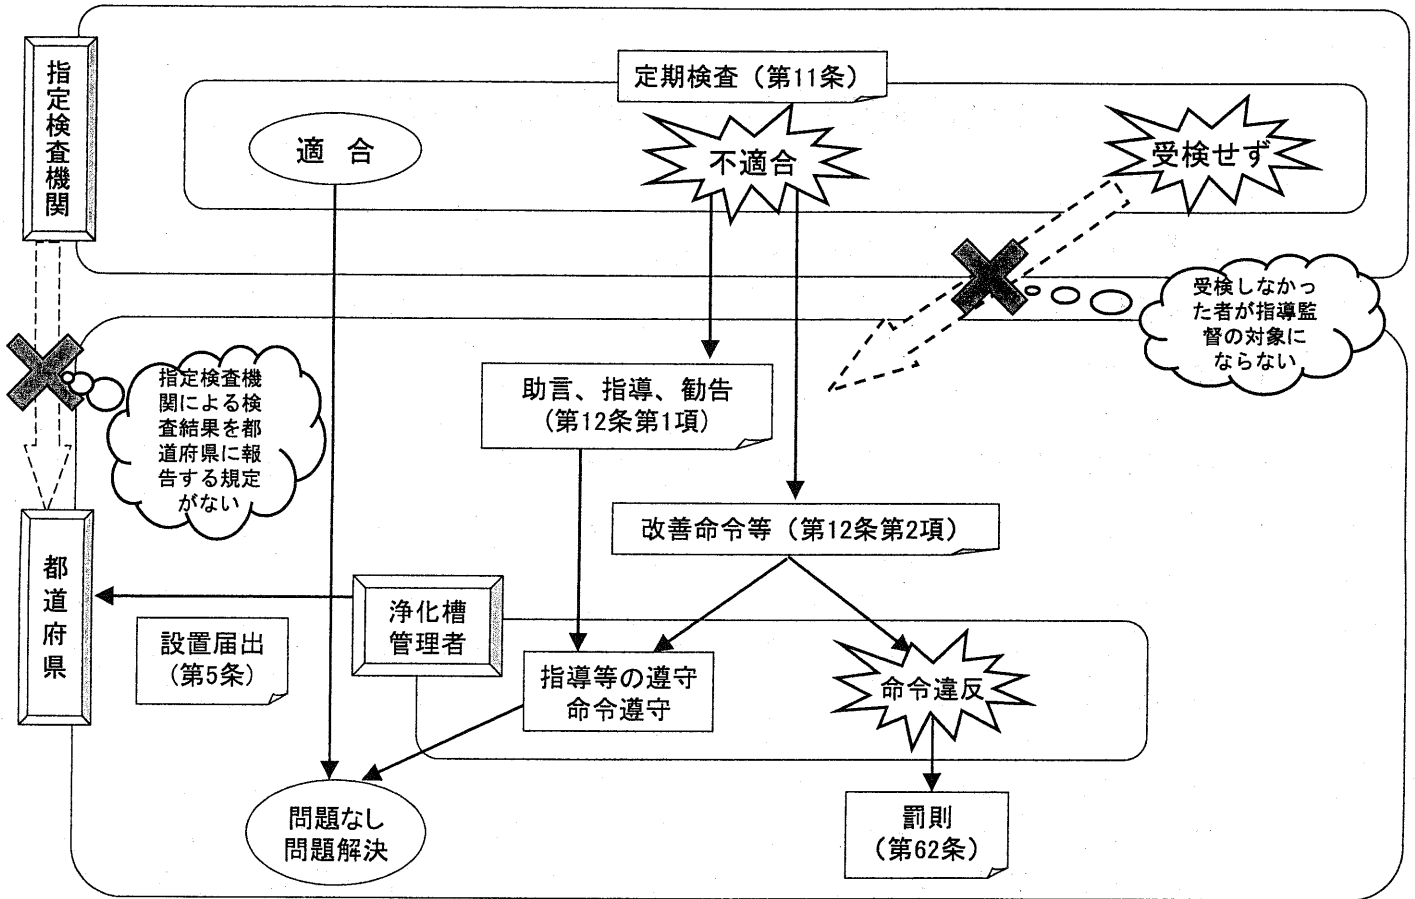 指定検査機関
定期検査（第11条）
適　合
不適合
受検せず
受検しなかっ
た者が指導監
督の対象に
ならない
指定検査機
関による検
査結果を都
道府県に報
告する規定
がない
助言、指導、勧告
（第12条第1項）
改善命令等（第12条第2項）
都道府県
設置届出
（第5条）
浄化槽
管理者
指導等の遵守
命令遵守
命令違反
問題なし
問題解決
罰則
（第62条）